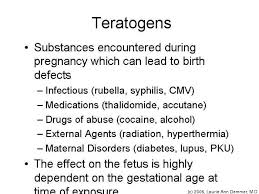 Teratogens
• Substances encountered during
pregnancy which can lead to birth
defects
– Infectious (rubella, syphilis, CMV)
– Medications (thalidomide, accutane)
– Drugs of abuse (cocaine, alcohol)
– External Agents (radiation, hyperthermia)
– Maternal Disorders (diabetes, lupus, PKU)
• The effect on the fetus is highly
dependent on the gestational age at
time of exposure
(c) 2005, Laurie Ann